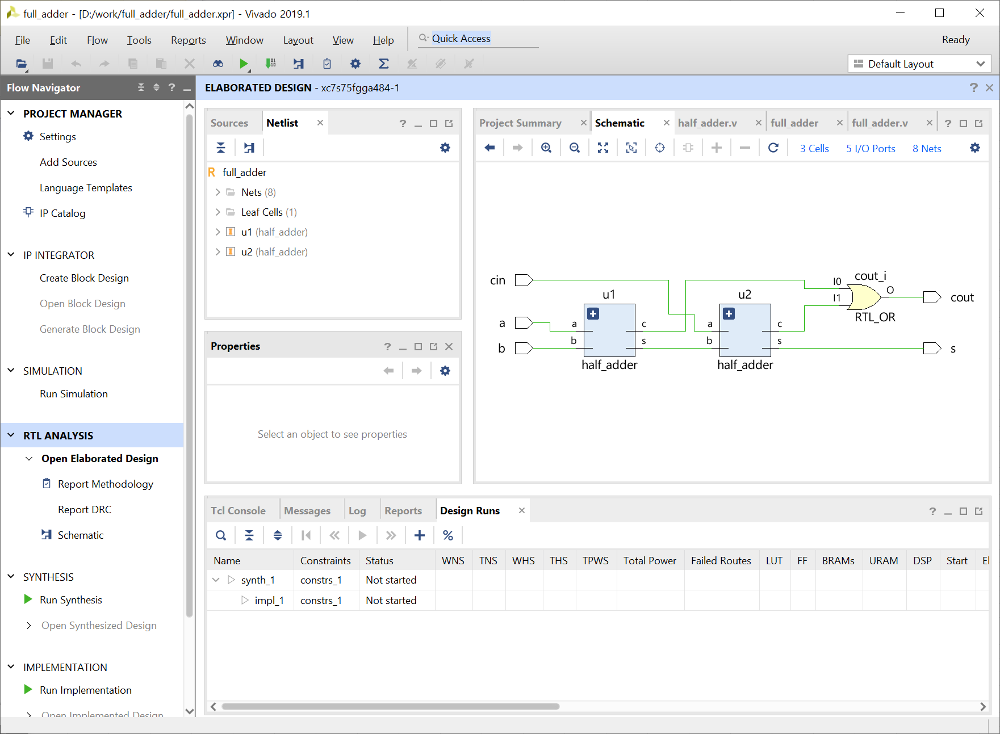 full_adder - [D:/work/full_adder/full_adder.xpr] - Vivado 2019.1
File Edit Flow Tools Reports Window Layout View Help Quick Access Ready
Default Layout
Flow Navigator
PROJECT MANAGER
Settings
Add Sources
Language Templates
IP Catalog
IP INTEGRATOR
Create Block Design
Open Block Design
Generate Block Design
SIMULATION
Run Simulation
RTL ANALYSIS
Open Elaborated Design
Report Methodology
Report DRC
Schematic
SYNTHESIS
Run Synthesis
Open Synthesized Design
IMPLEMENTATION
Run Implementation
Open Implemented Design
ELABORATED DESIGN - xc7s75fgga484-1
Sources Netlist
full_adder
Nets (8)
Leaf Cells (1)
u1 (half_adder)
u2 (half_adder)
Properties
Select an object to see properties
Project Summary Schematic half_adder.v full_adder full_adder.v
3 Cells 5 I/O Ports 8 Nets
cin
a
b
u1
a
b
c
s
half_adder
u2
a
b
c
s
half_adder
cout_i
I0
I1
O
RTL_OR
cout
s
Tcl Console Messages Log Reports Design Runs
Name Constraints Status WNS TNS WHS THS TPWS Total Power Failed Routes LUT FF BRAMs URAM DSP Start
synth_1 constrs_1 Not started
impl_1 constrs_1 Not started